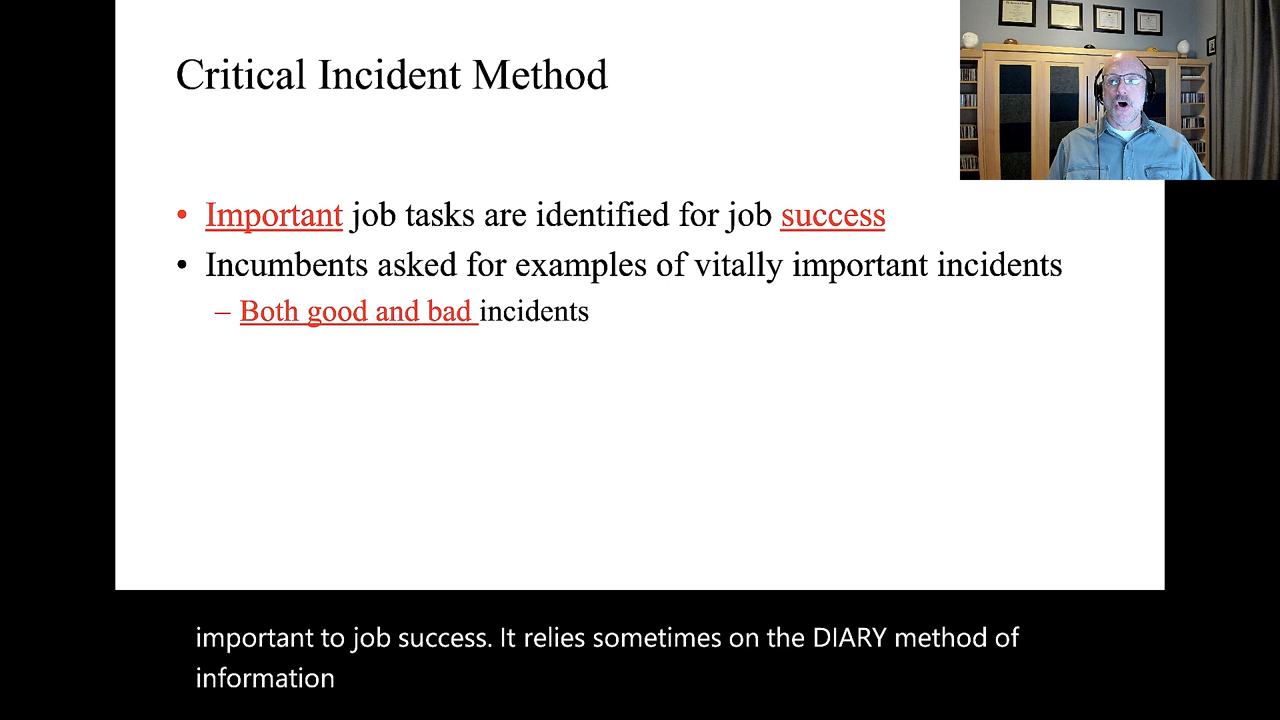 Critical Incident Method
• Important job tasks are identified for job success
• Incumbents asked for examples of vitally important incidents
– Both good and bad incidents
important to job success. It relies sometimes on the DIARY method of
information